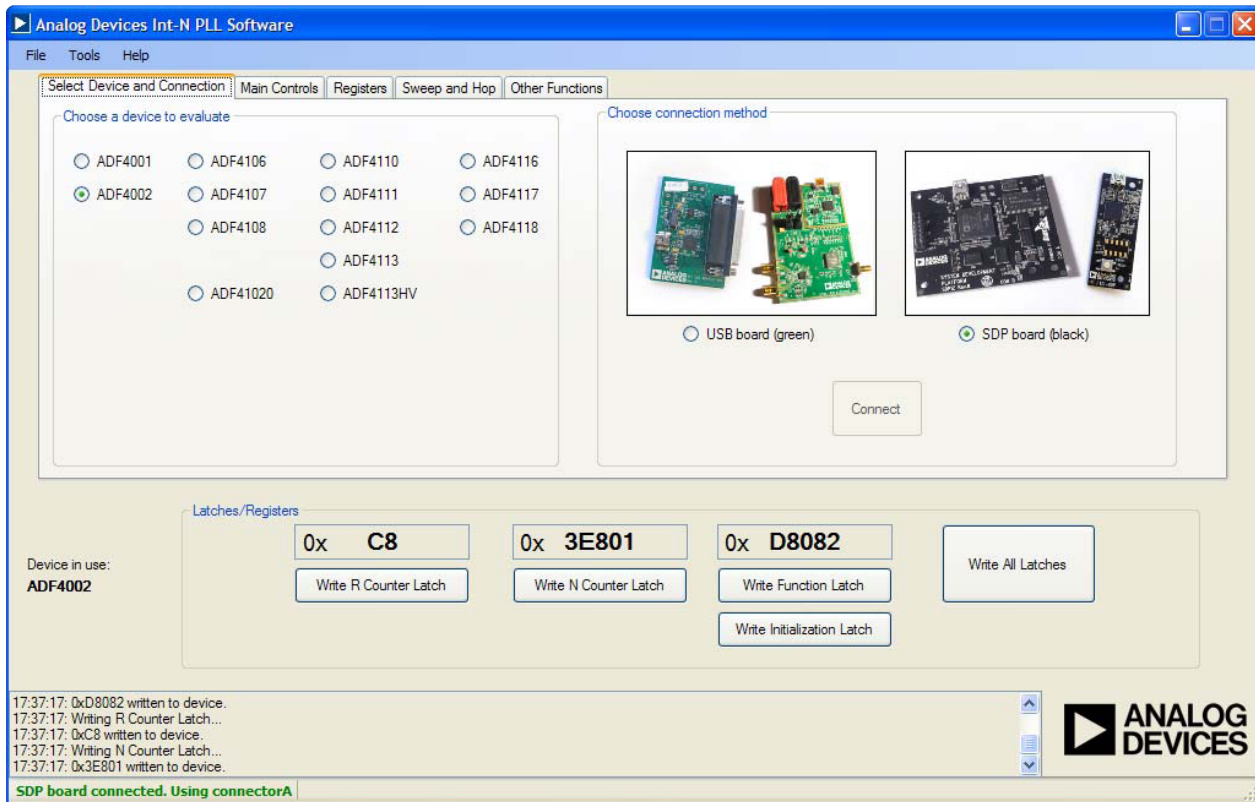 Analog Devices Int-N PLL Software
File Tools Help
Select Device and Connection Main Controls Registers Sweep and Hop Other Functions
Choose a device to evaluate
ADF4001 ADF4106 ADF4110 ADF4116
ADF4002 ADF4107 ADF4111 ADF4117
ADF4108 ADF4112 ADF4118
ADF4113
ADF41020 ADF4113HV
Choose connection method
ANALOG
DEVICES
SYSTEM DEVELOPMENT
PLATFORM
USB board (green) SDP board (black)
Connect
Latches/Registers
0x C8 0x 3E801 0x D8082
Write R Counter Latch Write N Counter Latch Write Function Latch Write All Latches
Write Initialization Latch
Device in use:
ADF4002
17:37:17: 0xD8082 written to device.
17:37:17: Writing R Counter Latch...
17:37:17: 0xC8 written to device.
17:37:17: Writing N Counter Latch...
17:37:17: 0x3E801 written to device.
ANALOG
DEVICES
SDP board connected. Using connectorA